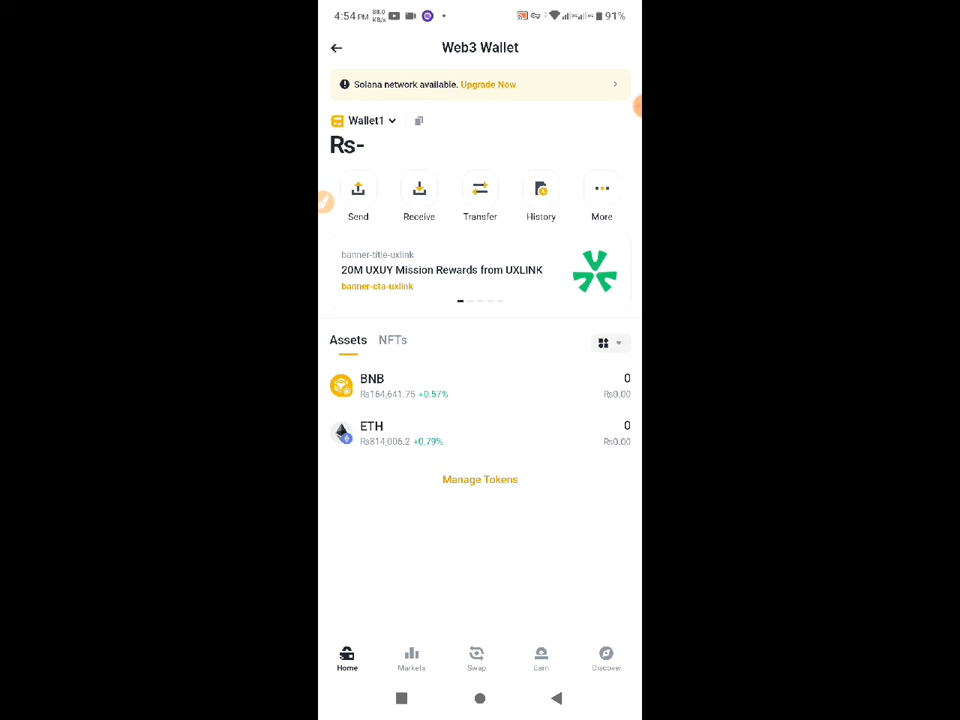 4:54 PM 88.0 KB/s 91%
Web3 Wallet
Solana network available. Upgrade Now
Wallet1
Rs-
Send Receive Transfer History More
banner-title-uxlink
20M UXUY Mission Rewards from UXLINK
banner-cta-uxlink
Assets NFTs
BNB 0
Rs164,641.75 +0.57% Rs0.00
ETH 0
Rs814,006.2 +0.79% Rs0.00
Manage Tokens
Home Markets Swap Earn Discover